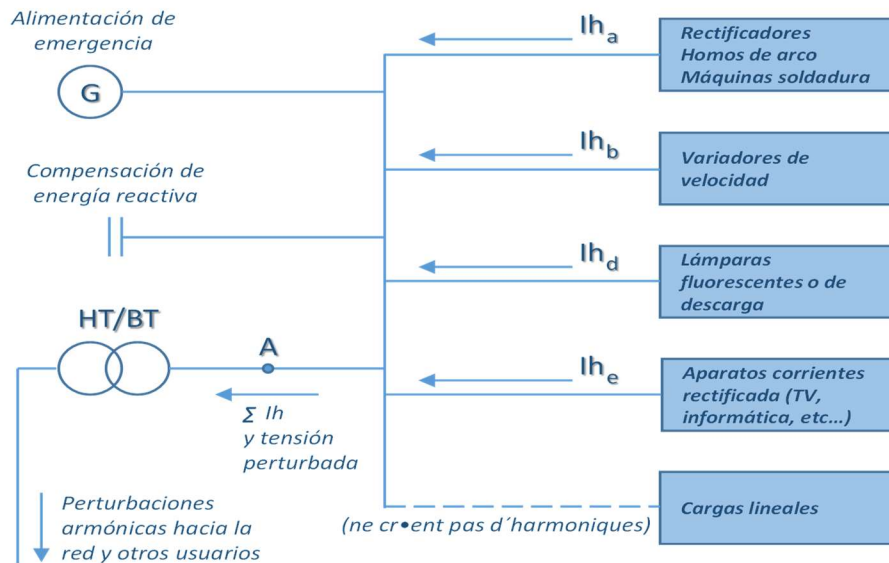 Alimentación de
emergencia
G
Compensación de
energía reactiva
HT/BT
A
Σ Ih
y tensión
perturbada
Perturbaciones
armónicas hacia la
red y otros usuarios
Ih a
Rectificadores
Homos de arco
Máquinas soldadura
Ih b
Variadores de
velocidad
Ih d
Lámparas
fluorescentes o de
descarga
Ih e
Aparatos corrientes
rectificada (TV,
informática, etc...)
(ne cr•ent pas d´harmoniques)
Cargas lineales